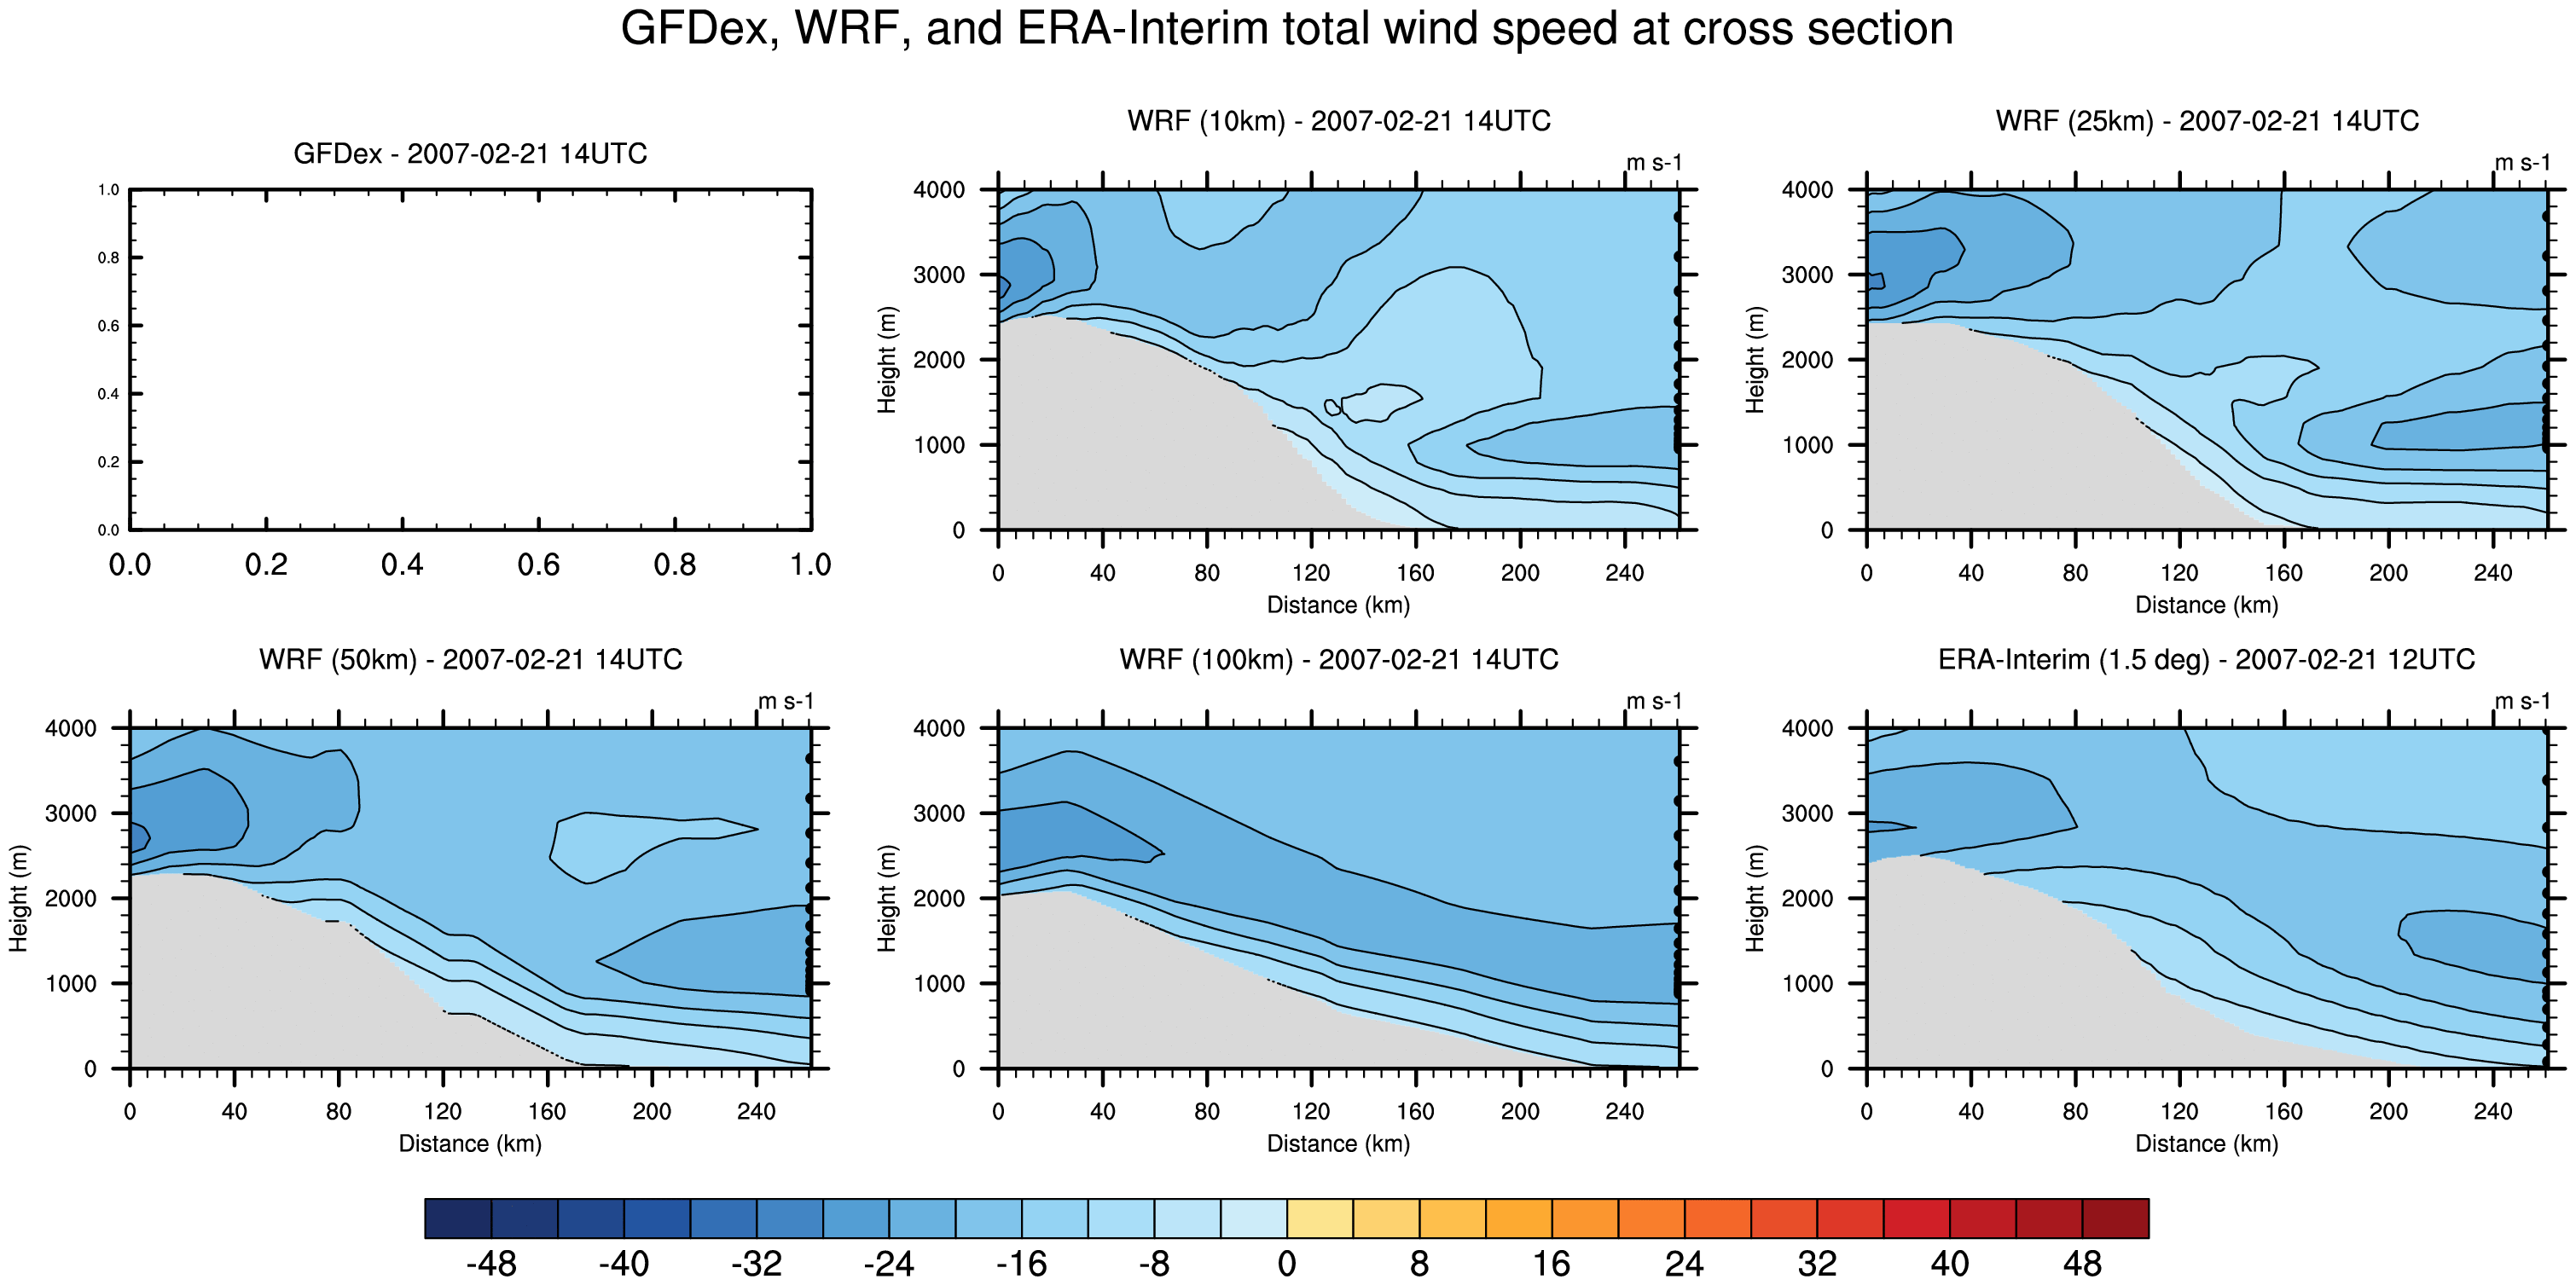 GFDex, WRF, and ERA-Interim total wind speed at cross section
GFDex - 2007-02-21 14UTC
1.0
0.8
0.6
0.4
0.2
0.0
0.0 0.2 0.4 0.6 0.8 1.0
WRF (10km) - 2007-02-21 14UTC
m s-1
4000
3000
2000
1000
0
Height (m)
0 40 80 120 160 200 240
Distance (km)
WRF (25km) - 2007-02-21 14UTC
m s-1
4000
3000
2000
1000
0
Height (m)
0 40 80 120 160 200 240
Distance (km)
WRF (50km) - 2007-02-21 14UTC
m s-1
4000
3000
2000
1000
0
Height (m)
0 40 80 120 160 200 240
Distance (km)
WRF (100km) - 2007-02-21 14UTC
m s-1
4000
3000
2000
1000
0
Height (m)
0 40 80 120 160 200 240
Distance (km)
ERA-Interim (1.5 deg) - 2007-02-21 12UTC
m s-1
4000
3000
2000
1000
0
Height (m)
0 40 80 120 160 200 240
Distance (km)
-48 -40 -32 -24 -16 -8 0 8 16 24 32 40 48